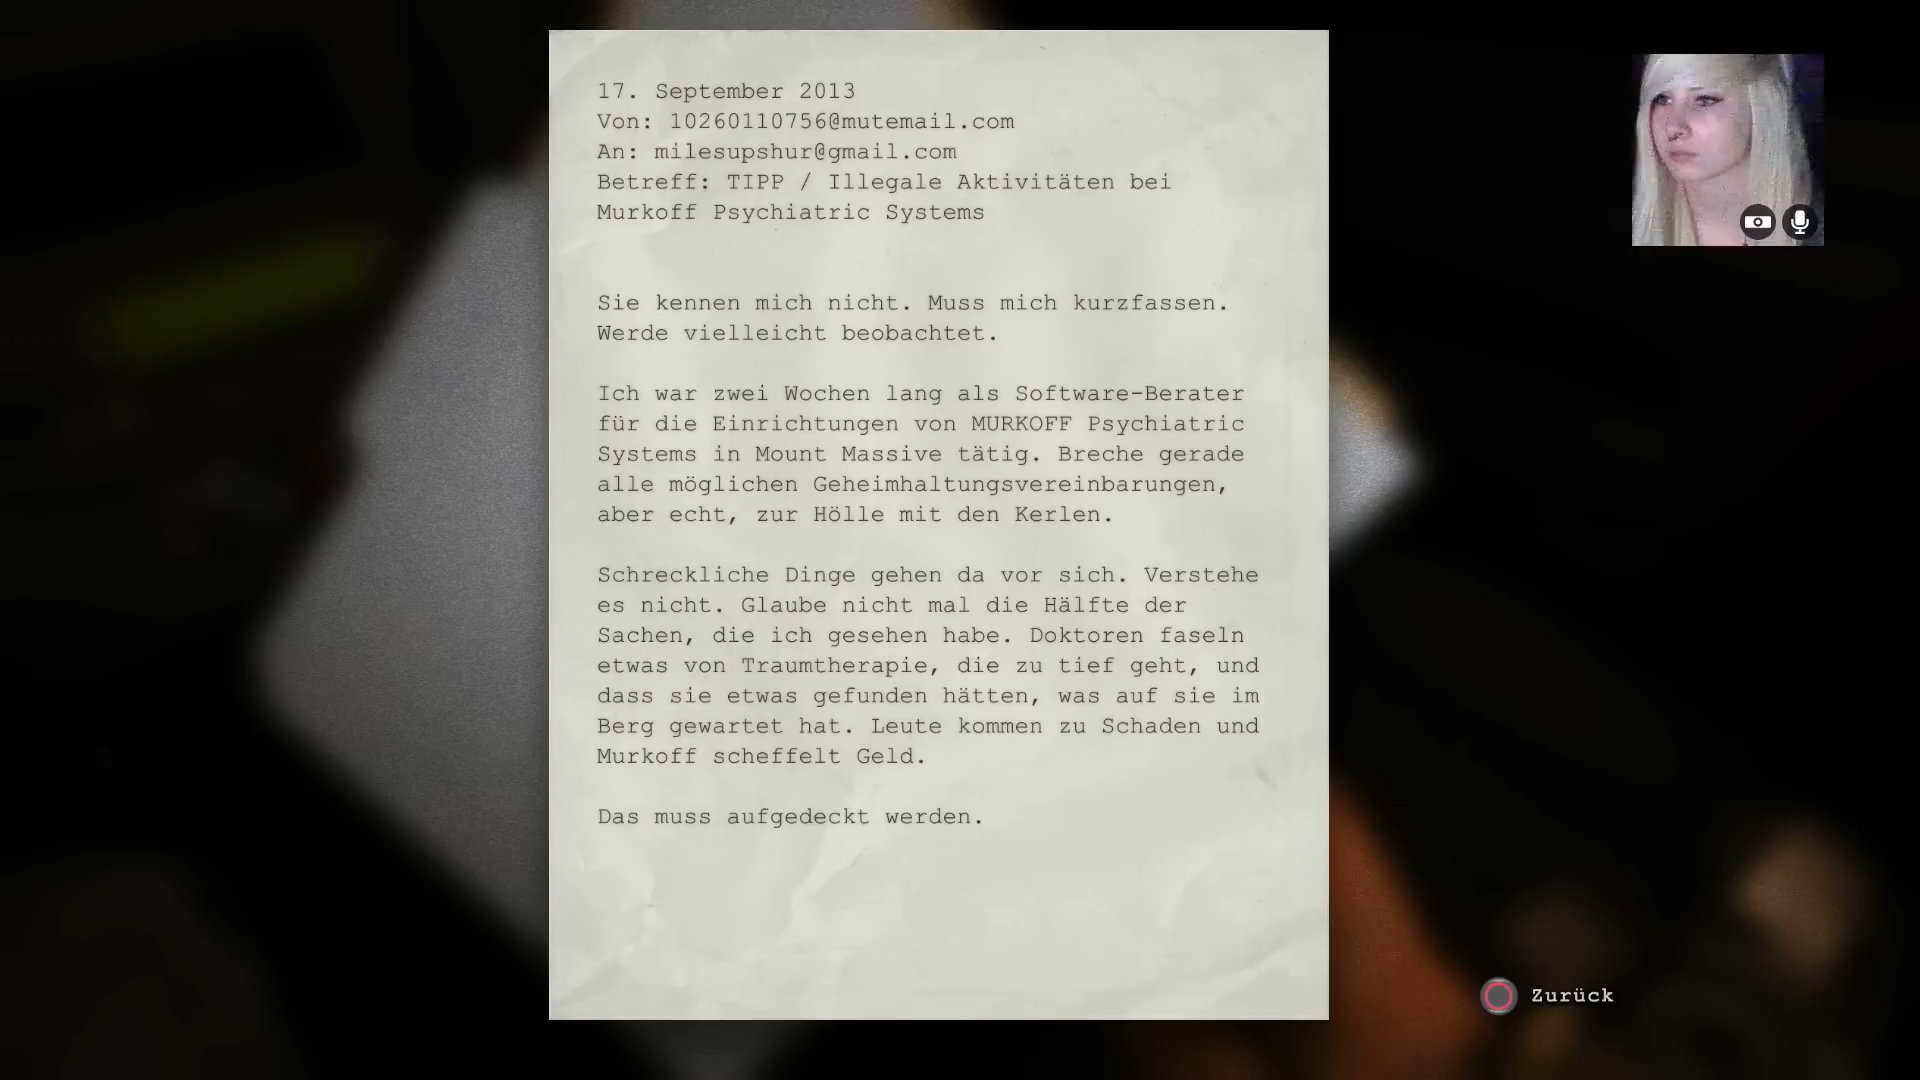 17. September 2013
Von: 10260110756@mutemail.com
An: milesupshur@gmail.com
Betreff: TIPP / Illegale Aktivitäten bei
Murkoff Psychiatric Systems
Sie kennen mich nicht. Muss mich kurzfassen.
Werde vielleicht beobachtet.
Ich war zwei Wochen lang als Software-Berater
für die Einrichtungen von MURKOFF Psychiatric
Systems in Mount Massive tätig. Breche gerade
alle möglichen Geheimhaltungsvereinbarungen,
aber echt, zur Hölle mit den Kerlen.
Schreckliche Dinge gehen da vor sich. Verstehe
es nicht. Glaube nicht mal die Hälfte der
Sachen, die ich gesehen habe. Doktoren faseln
etwas von Traumtherapie, die zu tief geht, und
dass sie etwas gefunden hätten, was auf sie im
Berg gewartet hat. Leute kommen zu Schaden und
Murkoff scheffelt Geld.
Das muss aufgedeckt werden.
Zurück